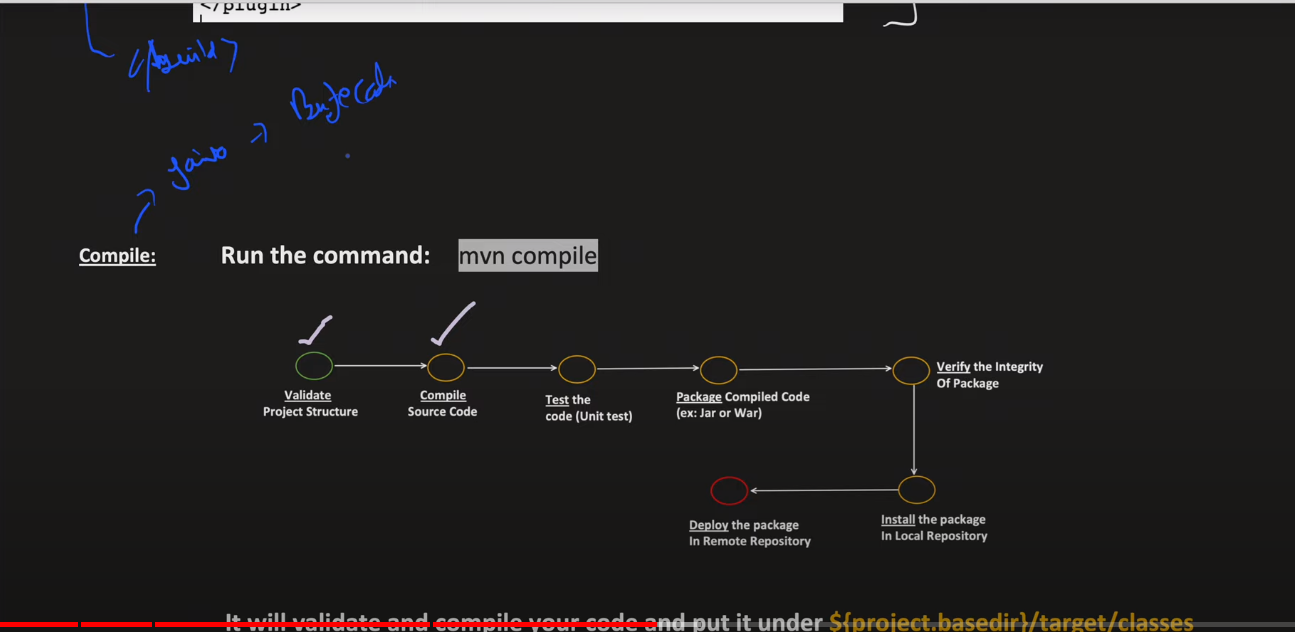 </plugin>
</build>
Java → ByteCode
Compile: Run the command: mvn compile
Validate
Project Structure
Compile
Source Code
Test the
code (Unit test)
Package Compiled Code
(ex: Jar or War)
Verify the Integrity
Of Package
Install the package
In Local Repository
Deploy the package
In Remote Repository
It will validate and compile your code and put it under ${project.basedir}/target/classes